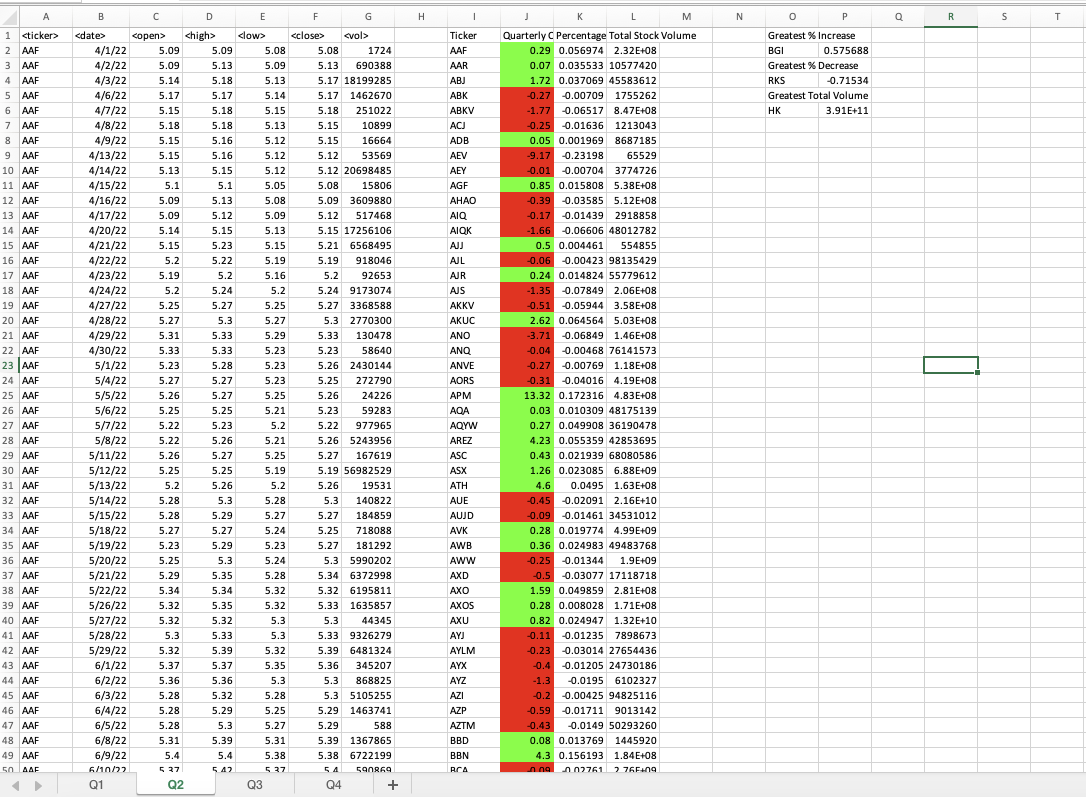 A B C D E F G H I J K L M N O P Q R S T
1 <ticker> <date> <open> <high> <low> <close> <vol> Ticker Quarterly C Percentage Total Stock Volume Greatest % Increase
2 AAF 4/1/22 5.09 5.09 5.08 5.08 1724 AAF 0.29 0.056974 2.32E+08 BGI 0.575688
3 AAF 4/2/22 5.09 5.13 5.09 5.13 690388 AAR 0.07 0.035533 10577420 Greatest % Decrease
4 AAF 4/3/22 5.14 5.18 5.13 5.17 18199285 ABJ 1.72 0.037069 45583612 RKS -0.71534
5 AAF 4/6/22 5.17 5.17 5.14 5.17 1462670 ABK -0.27 -0.00709 1755262 Greatest Total Volume
6 AAF 4/7/22 5.15 5.18 5.15 5.18 251022 ABKV -1.77 -0.06517 8.47E+08 HK 3.91E+11
7 AAF 4/8/22 5.18 5.18 5.13 5.15 10899 ACJ -0.25 -0.01636 1213043
8 AAF 4/9/22 5.15 5.16 5.12 5.15 16664 ADB 0.05 0.001969 8687185
9 AAF 4/13/22 5.15 5.16 5.12 5.12 53569 AEV -9.17 -0.23198 65529
10 AAF 4/14/22 5.13 5.15 5.12 5.12 20698485 AEY -0.01 -0.00704 3774726
11 AAF 4/15/22 5.1 5.1 5.05 5.08 15806 AGF 0.85 0.015808 5.38E+08
12 AAF 4/16/22 5.09 5.13 5.08 5.09 3609880 AHAO -0.39 -0.03585 5.12E+08
13 AAF 4/17/22 5.09 5.12 5.09 5.12 517468 AIQ -0.17 -0.01439 2918858
14 AAF 4/20/22 5.14 5.15 5.13 5.15 17256106 AIQK -1.66 -0.06606 48012782
15 AAF 4/21/22 5.15 5.23 5.15 5.21 6568495 AJJ 0.5 0.004461 554855
16 AAF 4/22/22 5.2 5.22 5.19 5.19 918046 AJL -0.06 -0.00423 98135429
17 AAF 4/23/22 5.19 5.2 5.16 5.2 92653 AJR 0.24 0.014824 55779612
18 AAF 4/24/22 5.2 5.24 5.2 5.24 9173074 AJS -1.35 -0.07849 2.06E+08
19 AAF 4/27/22 5.25 5.27 5.25 5.27 3368588 AKKV -0.51 -0.05944 3.58E+08
20 AAF 4/28/22 5.27 5.3 5.27 5.3 2770300 AKUC 2.62 0.064564 5.03E+08
21 AAF 4/29/22 5.31 5.33 5.29 5.33 130478 ANO -3.71 -0.06849 1.46E+08
22 AAF 4/30/22 5.33 5.33 5.23 5.23 58640 ANQ -0.04 -0.00468 76141573
23 AAF 5/1/22 5.23 5.28 5.23 5.26 2430144 ANVE -0.27 -0.00769 1.18E+08
24 AAF 5/4/22 5.27 5.27 5.23 5.25 272790 AORS -0.31 -0.04016 4.19E+08
25 AAF 5/5/22 5.26 5.27 5.25 5.26 24226 APM 13.32 0.172316 4.83E+08
26 AAF 5/6/22 5.25 5.25 5.21 5.23 59283 AQA 0.03 0.010309 48175139
27 AAF 5/7/22 5.22 5.23 5.2 5.22 977965 AQYW 0.27 0.049908 36190478
28 AAF 5/8/22 5.22 5.26 5.21 5.26 5243956 AREZ 4.23 0.055359 42853695
29 AAF 5/11/22 5.26 5.27 5.25 5.27 167619 ASC 0.43 0.021939 68080586
30 AAF 5/12/22 5.25 5.25 5.19 5.19 56982529 ASX 1.26 0.023085 6.88E+09
31 AAF 5/13/22 5.2 5.26 5.2 5.26 19531 ATH 4.6 0.0495 1.63E+08
32 AAF 5/14/22 5.28 5.3 5.28 5.3 140822 AUE -0.45 -0.02091 2.16E+10
33 AAF 5/15/22 5.28 5.29 5.27 5.27 184859 AUJD -0.09 -0.01461 34531012
34 AAF 5/18/22 5.27 5.27 5.24 5.25 718088 AVK 0.28 0.019774 4.99E+09
35 AAF 5/19/22 5.23 5.29 5.23 5.27 181292 AWB 0.36 0.024983 49483768
36 AAF 5/20/22 5.25 5.3 5.24 5.3 5990202 AWW -0.25 -0.01344 1.9E+09
37 AAF 5/21/22 5.29 5.35 5.28 5.34 6372998 AXD -0.5 -0.03077 17118718
38 AAF 5/22/22 5.34 5.34 5.32 5.32 6195811 AXO 1.59 0.049859 2.81E+08
39 AAF 5/26/22 5.32 5.35 5.32 5.33 1635857 AXOS 0.28 0.008028 1.71E+08
40 AAF 5/27/22 5.32 5.32 5.3 5.3 44345 AXU 0.82 0.024947 1.32E+10
41 AAF 5/28/22 5.3 5.33 5.3 5.33 9326279 AYJ -0.11 -0.01235 7898673
42 AAF 5/29/22 5.32 5.39 5.32 5.39 6481324 AYLM -0.23 -0.03014 27654436
43 AAF 6/1/22 5.37 5.37 5.35 5.36 345207 AYX -0.4 -0.01205 24730186
44 AAF 6/2/22 5.36 5.36 5.3 5.3 868825 AYZ -1.3 -0.0195 6102327
45 AAF 6/3/22 5.28 5.32 5.28 5.3 5105255 AZI -0.2 -0.00425 94825116
46 AAF 6/4/22 5.28 5.29 5.25 5.29 1463741 AZP -0.59 -0.01711 9013142
47 AAF 6/5/22 5.28 5.3 5.27 5.29 588 AZTM -0.43 -0.0149 50293260
48 AAF 6/8/22 5.31 5.39 5.31 5.39 1367865 BBD 0.08 0.013769 1445920
49 AAF 6/9/22 5.4 5.4 5.38 5.38 6722199 BBN 4.3 0.156193 1.84E+08
50 AAF 6/10/22 5.37 5.42 5.37 5.4 590869 BCA -0.09 -0.02761 2.76E+09
Q1 Q2 Q3 Q4 +